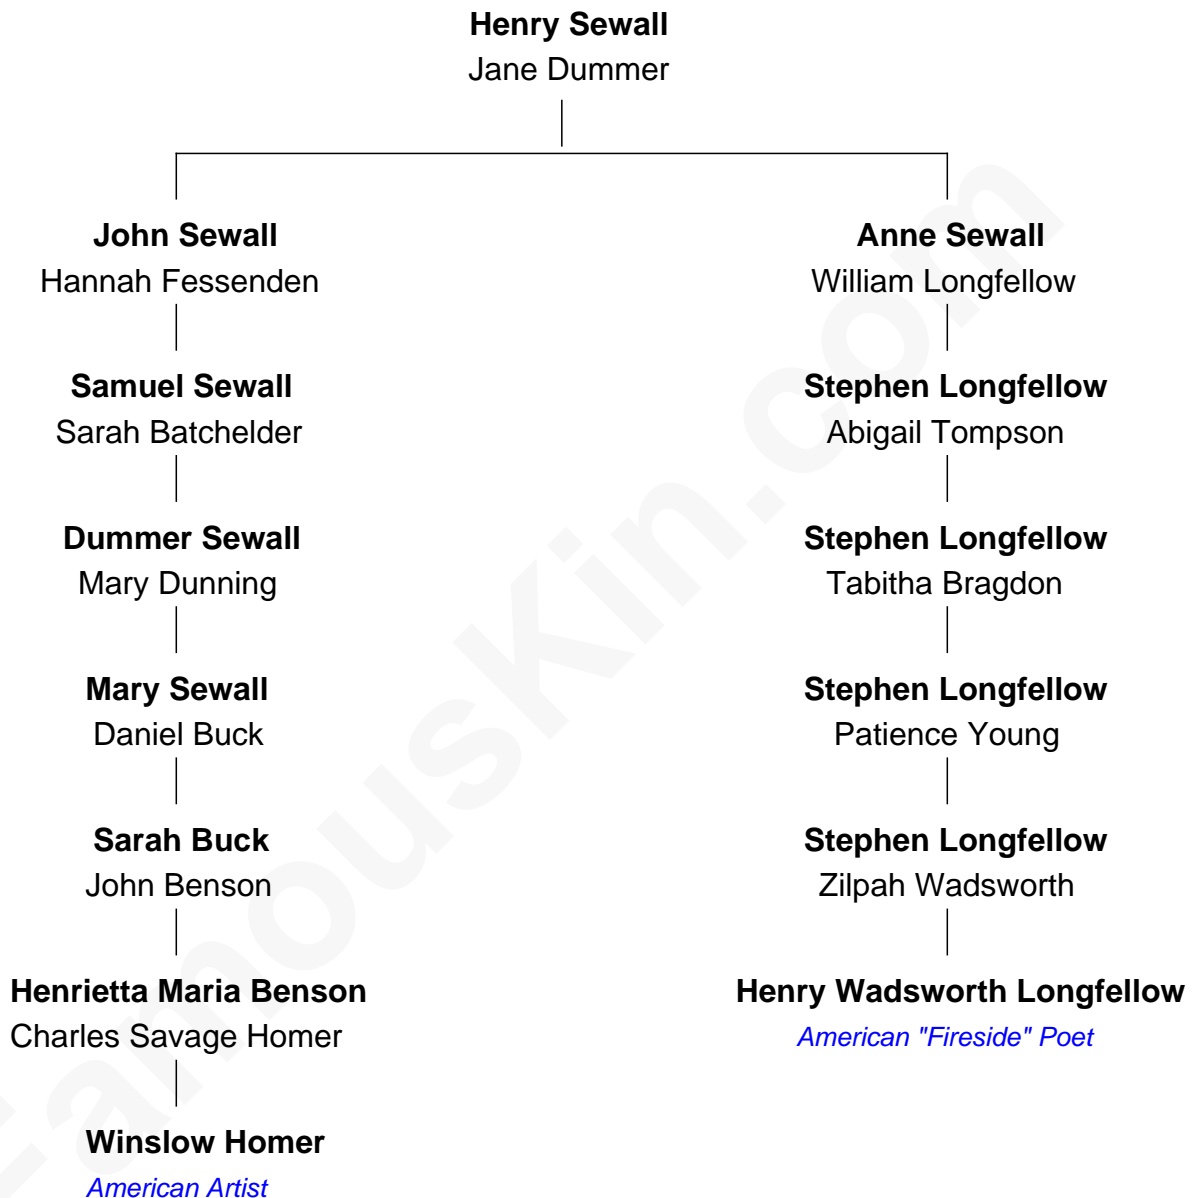 Henry Sewall
Jane Dummer
John Sewall
Hannah Fessenden
Anne Sewall
William Longfellow
Samuel Sewall
Sarah Batchelder
Stephen Longfellow
Abigail Tompson
Dummer Sewall
Mary Dunning
Stephen Longfellow
Tabitha Bragdon
Mary Sewall
Daniel Buck
Stephen Longfellow
Patience Young
Sarah Buck
John Benson
Stephen Longfellow
Zilpah Wadsworth
Henrietta Maria Benson
Charles Savage Homer
Henry Wadsworth Longfellow
American "Fireside" Poet
Winslow Homer
American Artist
FamousKin.com